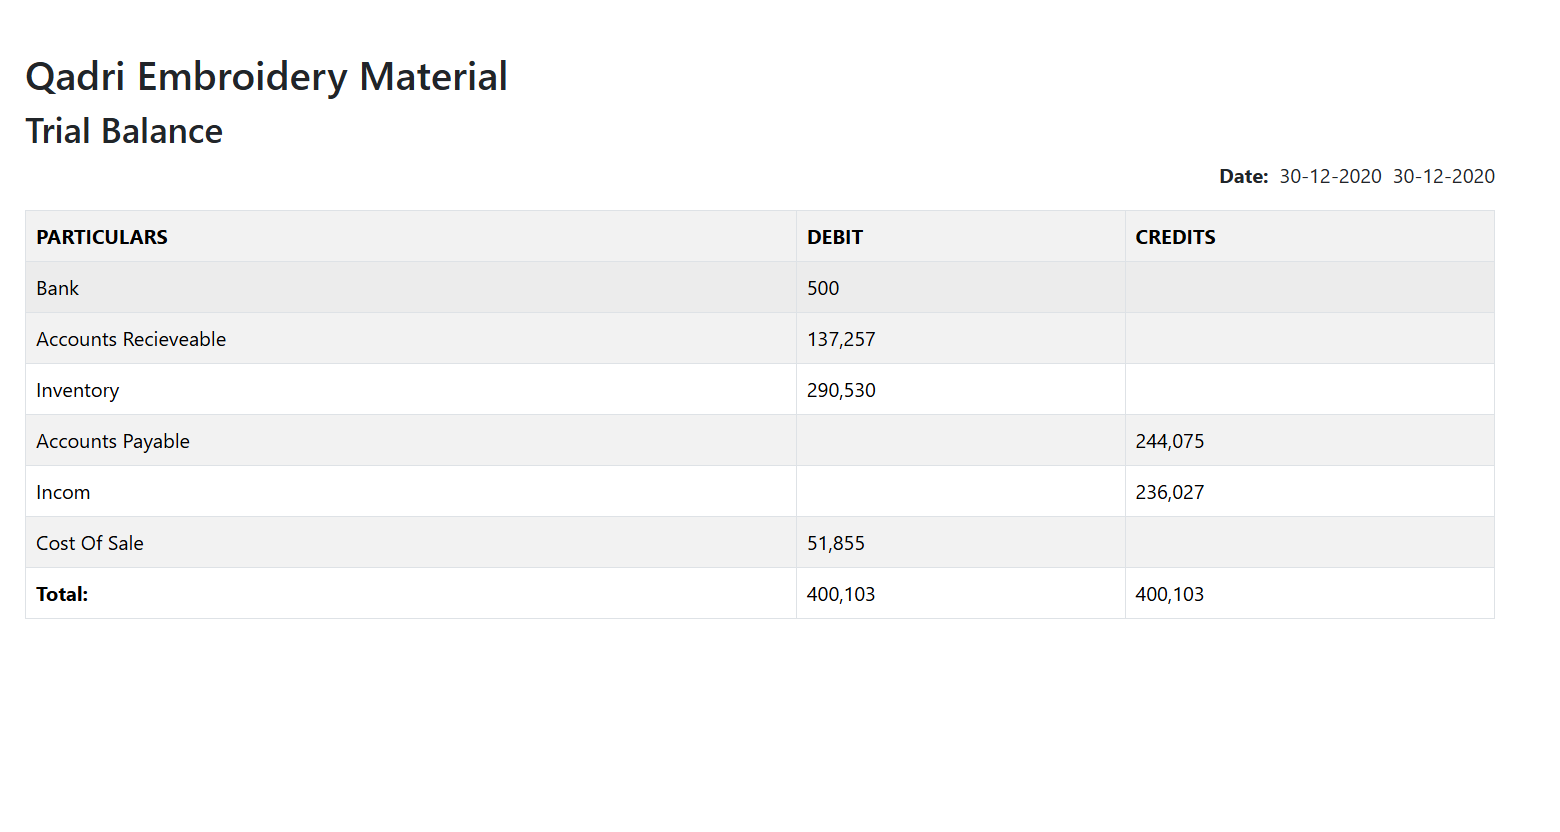 Qadri Embroidery Material
Trial Balance
Date: 30-12-2020 30-12-2020
PARTICULARS DEBIT CREDITS
Bank 500
Accounts Recieveable 137,257
Inventory 290,530
Accounts Payable 244,075
Incom 236,027
Cost Of Sale 51,855
Total: 400,103 400,103